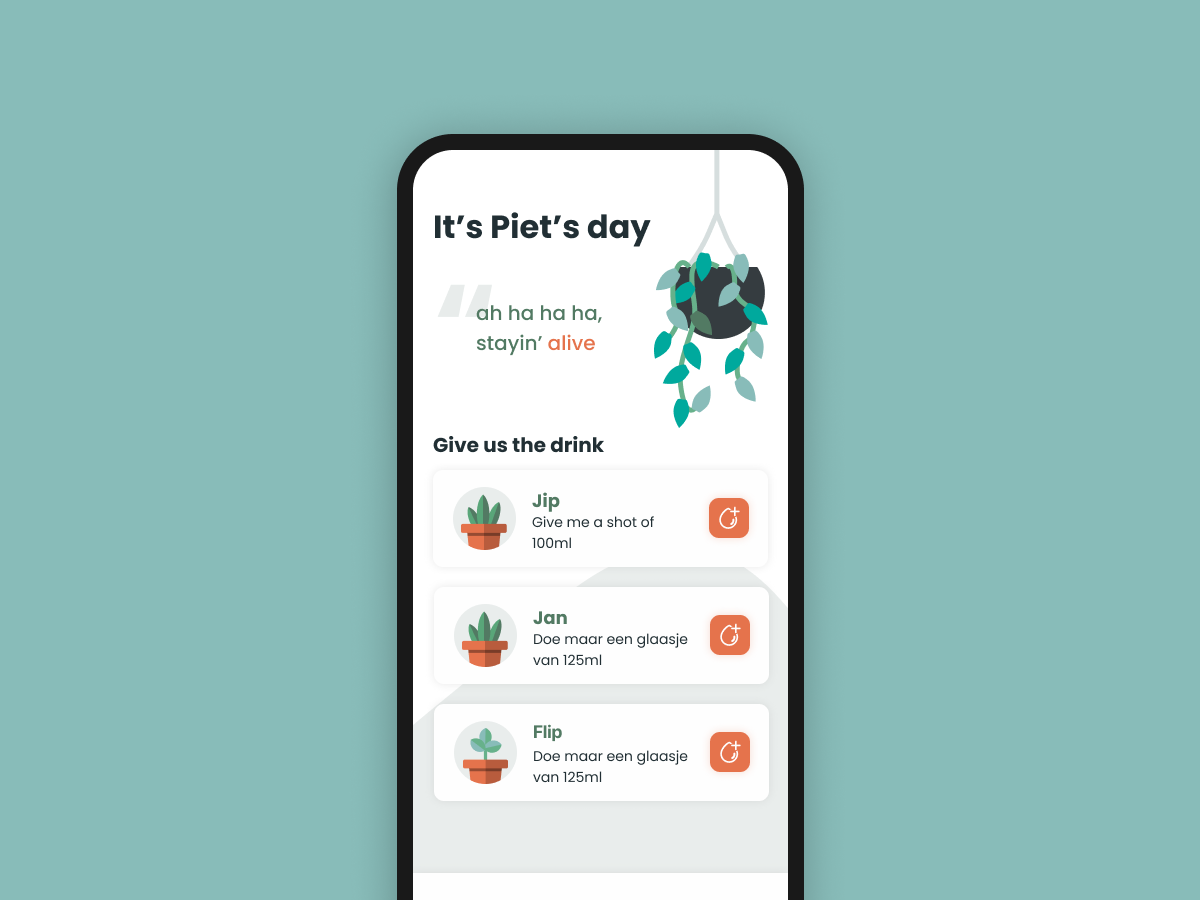 It’s Piet’s day
“
ah ha ha ha,
stayin’ alive
Give us the drink
Jip
Give me a shot of
100ml
Jan
Doe maar een glaasje
van 125ml
Flip
Doe maar een glaasje
van 125ml